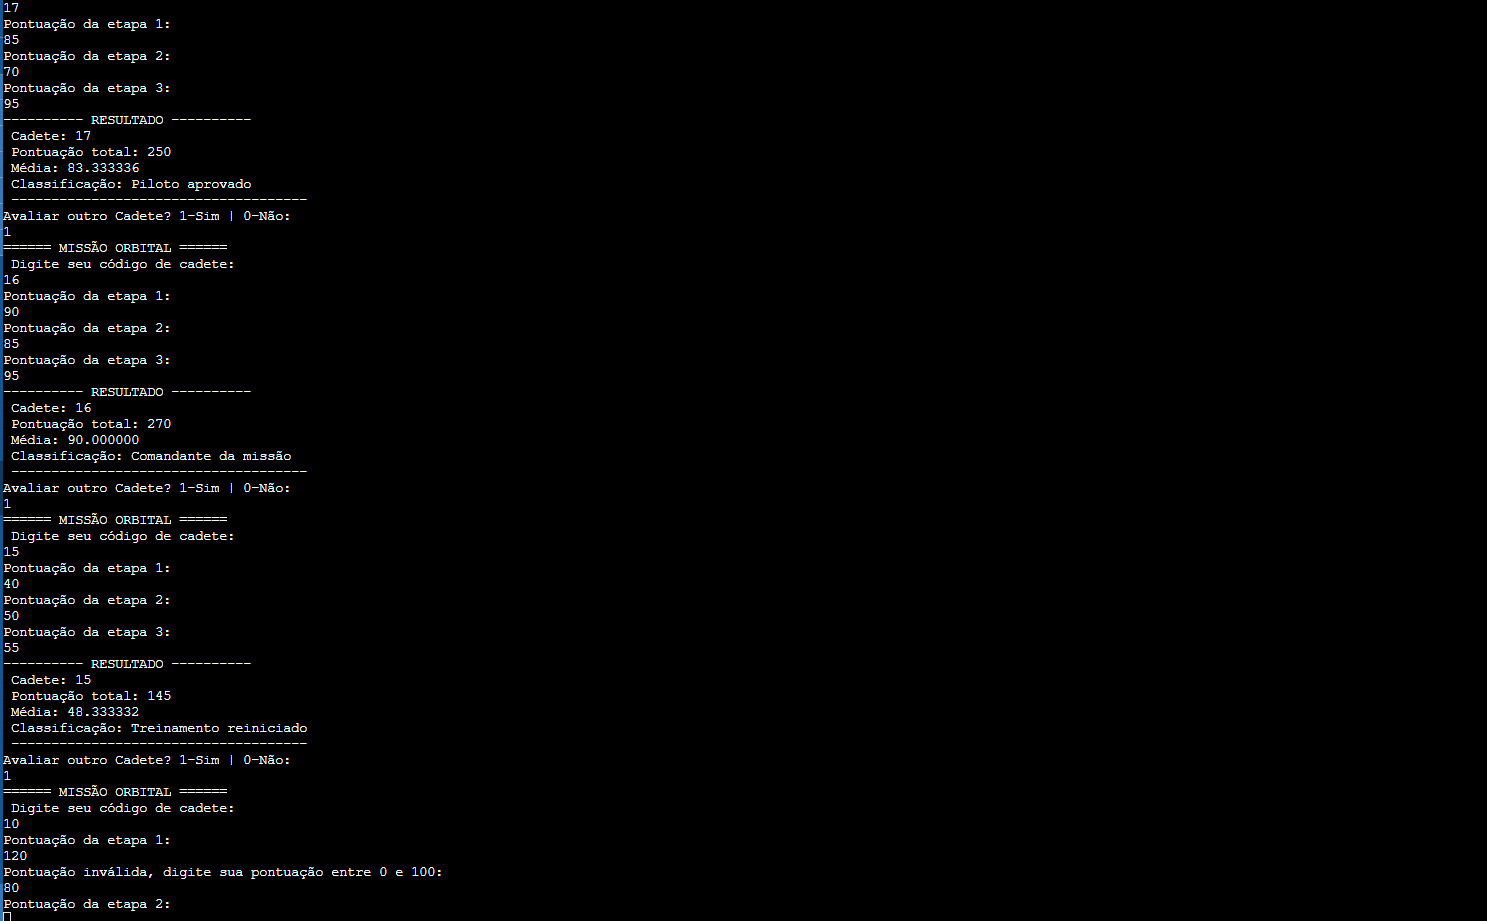 17
Pontuação da etapa 1:
85
Pontuação da etapa 2:
70
Pontuação da etapa 3:
95
---------- RESULTADO ----------
Cadete: 17
Pontuação total: 250
Média: 83.333336
Classificação: Piloto aprovado
-------------------------------------
Avaliar outro Cadete? 1-Sim | 0-Não:
1
====== MISSÃO ORBITAL ======
Digite seu código de cadete:
16
Pontuação da etapa 1:
90
Pontuação da etapa 2:
85
Pontuação da etapa 3:
95
---------- RESULTADO ----------
Cadete: 16
Pontuação total: 270
Média: 90.000000
Classificação: Comandante da missão
-------------------------------------
Avaliar outro Cadete? 1-Sim | 0-Não:
1
====== MISSÃO ORBITAL ======
Digite seu código de cadete:
15
Pontuação da etapa 1:
40
Pontuação da etapa 2:
50
Pontuação da etapa 3:
55
---------- RESULTADO ----------
Cadete: 15
Pontuação total: 145
Média: 48.333332
Classificação: Treinamento reiniciado
-------------------------------------
Avaliar outro Cadete? 1-Sim | 0-Não:
1
====== MISSÃO ORBITAL ======
Digite seu código de cadete:
10
Pontuação da etapa 1:
120
Pontuação inválida, digite sua pontuação entre 0 e 100:
80
Pontuação da etapa 2: